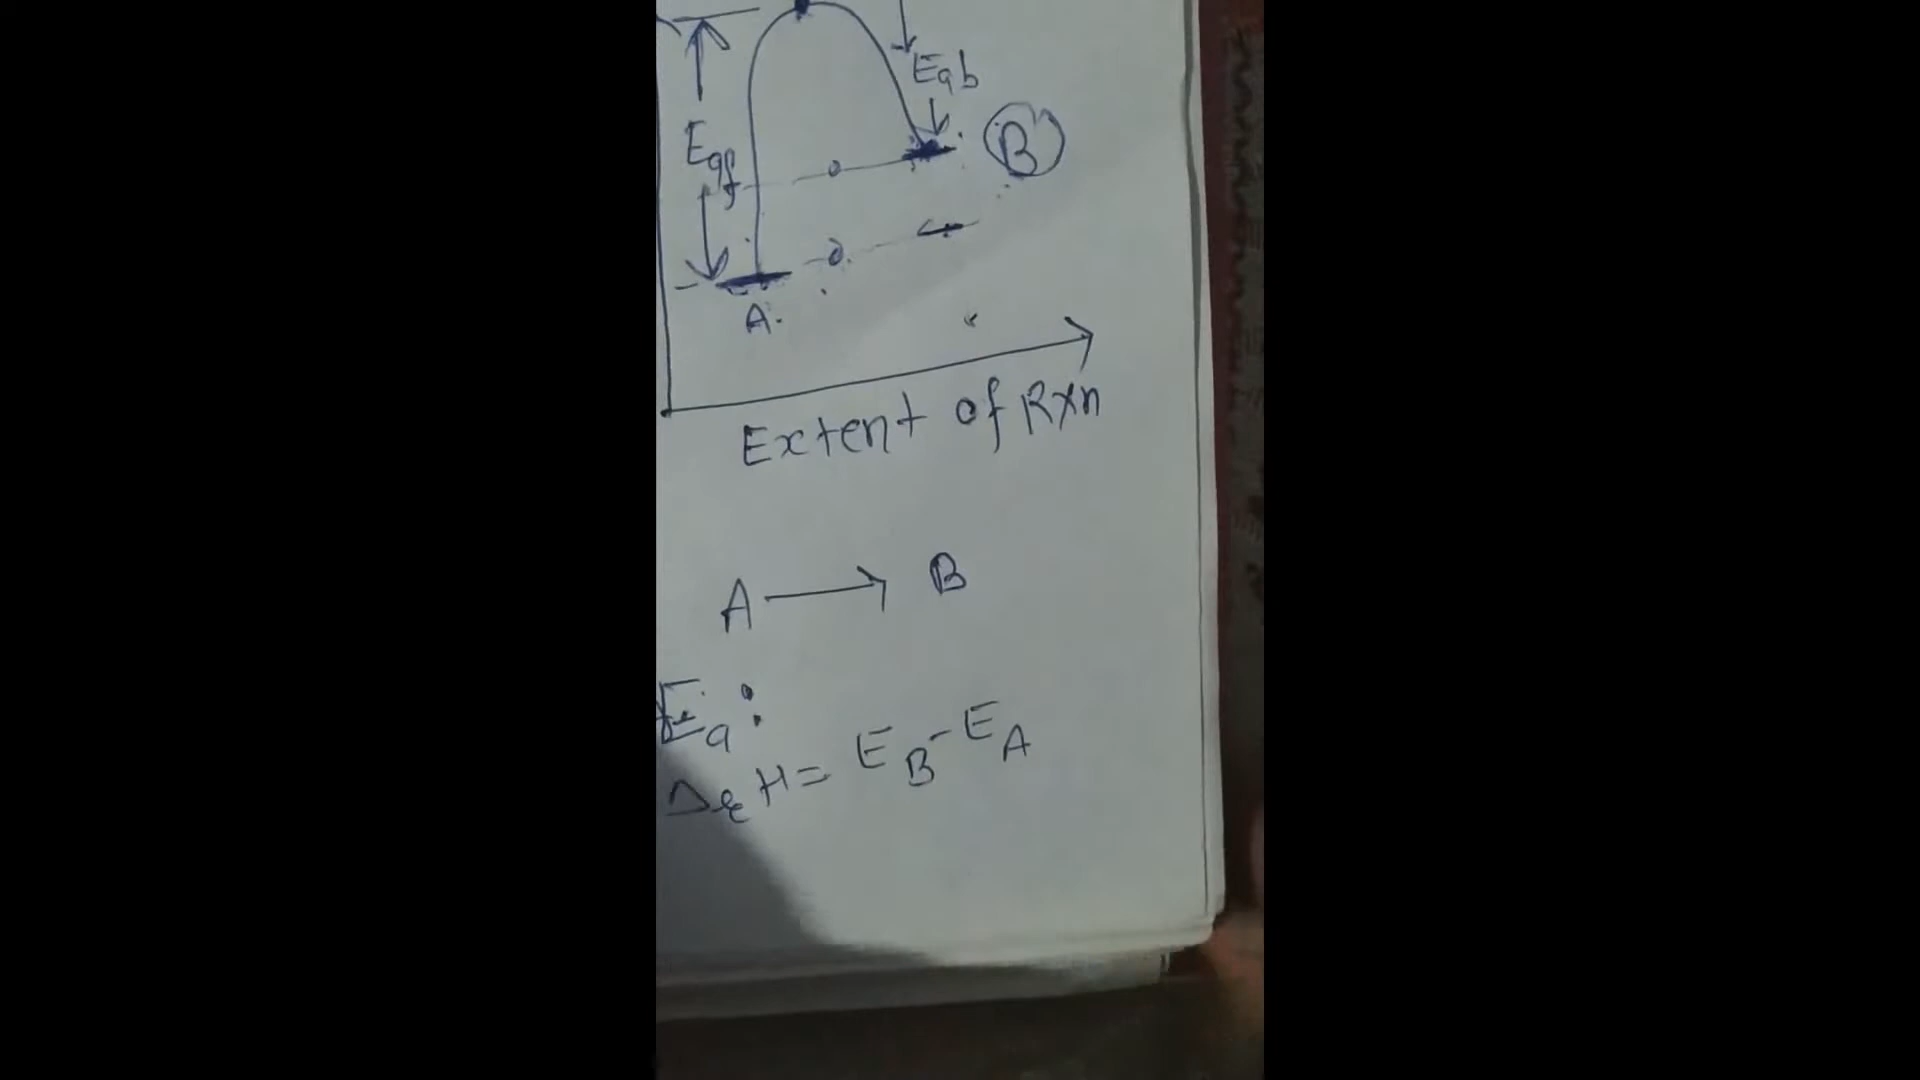 Eab
Eaf
B
A.
Extent of Rxn
A → B
Ea:
ΔrH = EB - EA